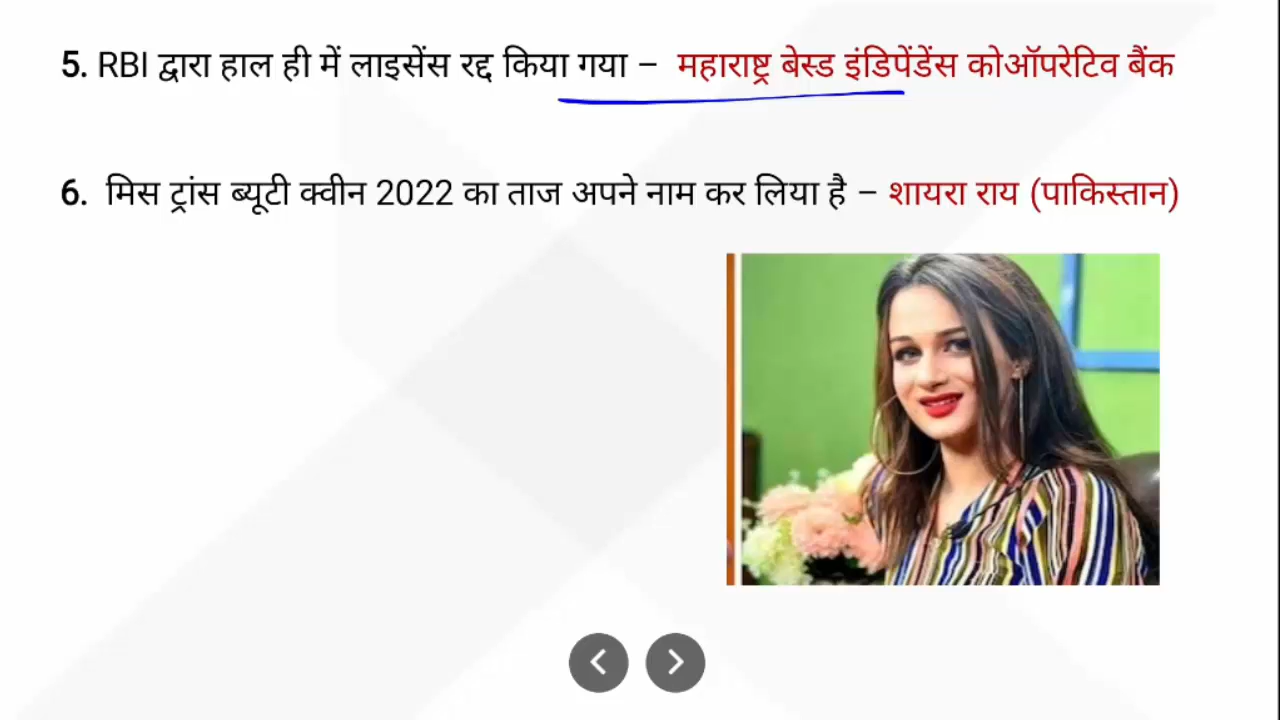 5. RBI द्वारा हाल ही में लाइसेंस रद्द किया गया – महाराष्ट्र बेस्ड इंडिपेंडेंस कोऑपरेटिव बैंक
6. मिस ट्रांस ब्यूटी क्वीन 2022 का ताज अपने नाम कर लिया है – शायरा राय (पाकिस्तान)